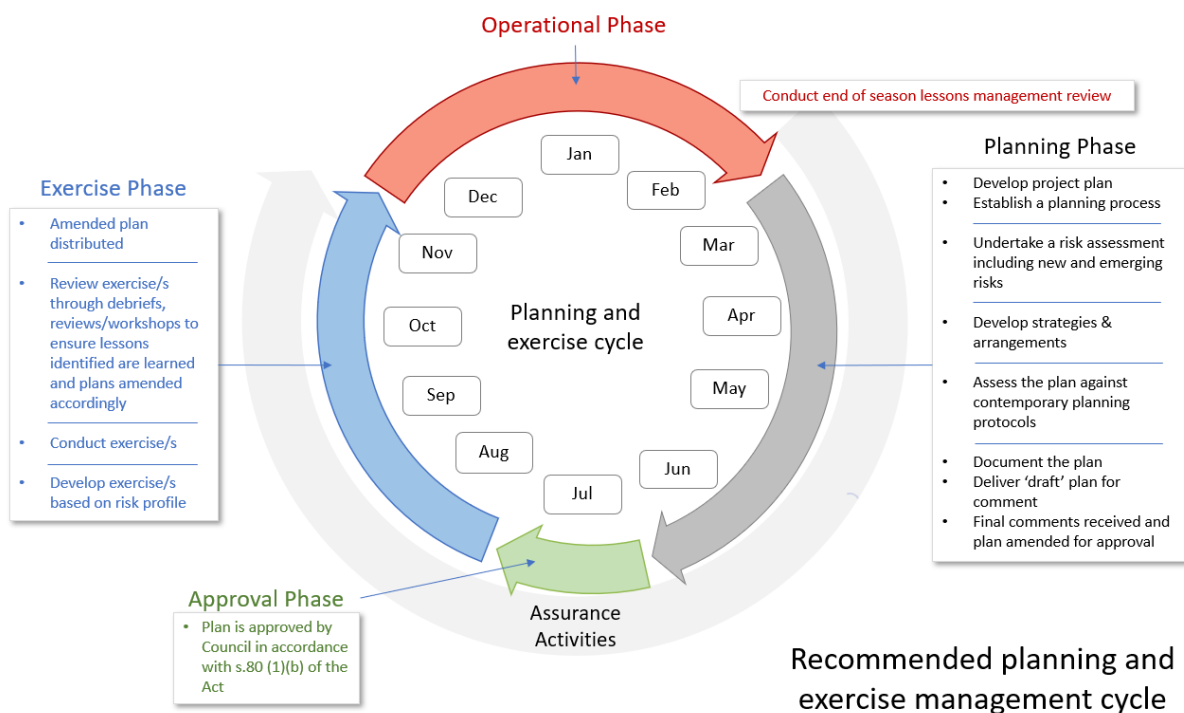 Operational Phase
Conduct end of season lessons management review
Planning Phase
• Develop project plan
• Establish a planning process
• Undertake a risk assessment
including new and emerging
risks
• Develop strategies &
arrangements
• Assess the plan against
contemporary planning
protocols
• Document the plan
• Deliver ‘draft’ plan for
comment
• Final comments received and
plan amended for approval
Exercise Phase
• Amended plan
distributed
• Review exercise/s
through debriefs,
reviews/workshops to
ensure lessons
identified are learned
and plans amended
accordingly
• Conduct exercise/s
• Develop exercise/s
based on risk profile
Jan
Feb
Mar
Apr
May
Jun
Jul
Aug
Sep
Oct
Nov
Dec
Planning and
exercise cycle
Approval Phase
• Plan is approved by
Council in accordance
with s.80 (1)(b) of the
Act
Assurance
Activities
Recommended planning and
exercise management cycle